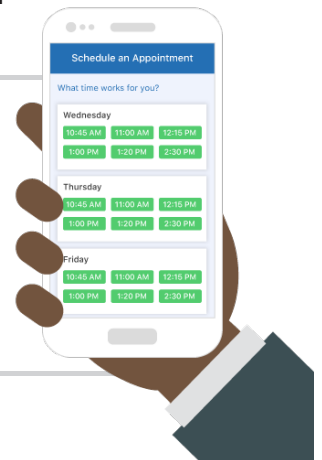 Schedule an Appointment
What time works for you?
Wednesday
10:45 AM 11:00 AM 12:15 PM
1:00 PM 1:20 PM 2:30 PM
Thursday
10:45 AM 11:00 AM 12:15 PM
1:00 PM 1:20 PM 2:30 PM
Friday
10:45 AM 11:00 AM 12:15 PM
1:00 PM 1:20 PM 2:30 PM